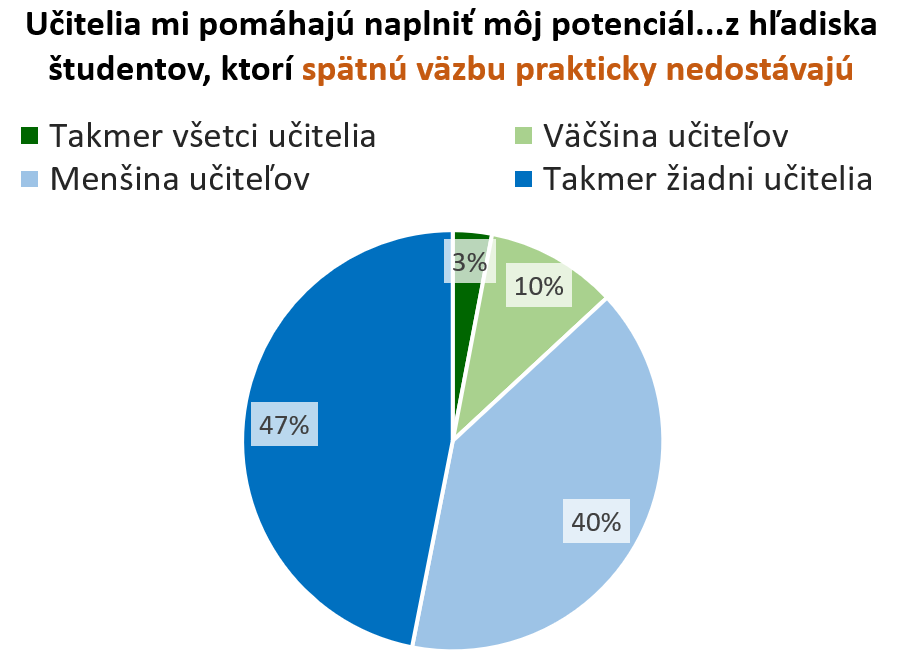 Učitelia mi pomáhajú naplniť môj potenciál...z hľadiska
študentov, ktorí spätnú väzbu prakticky nedostávajú
Takmer všetci učitelia
Väčšina učiteľov
Menšina učiteľov
Takmer žiadni učitelia
3%
10%
47%
40%